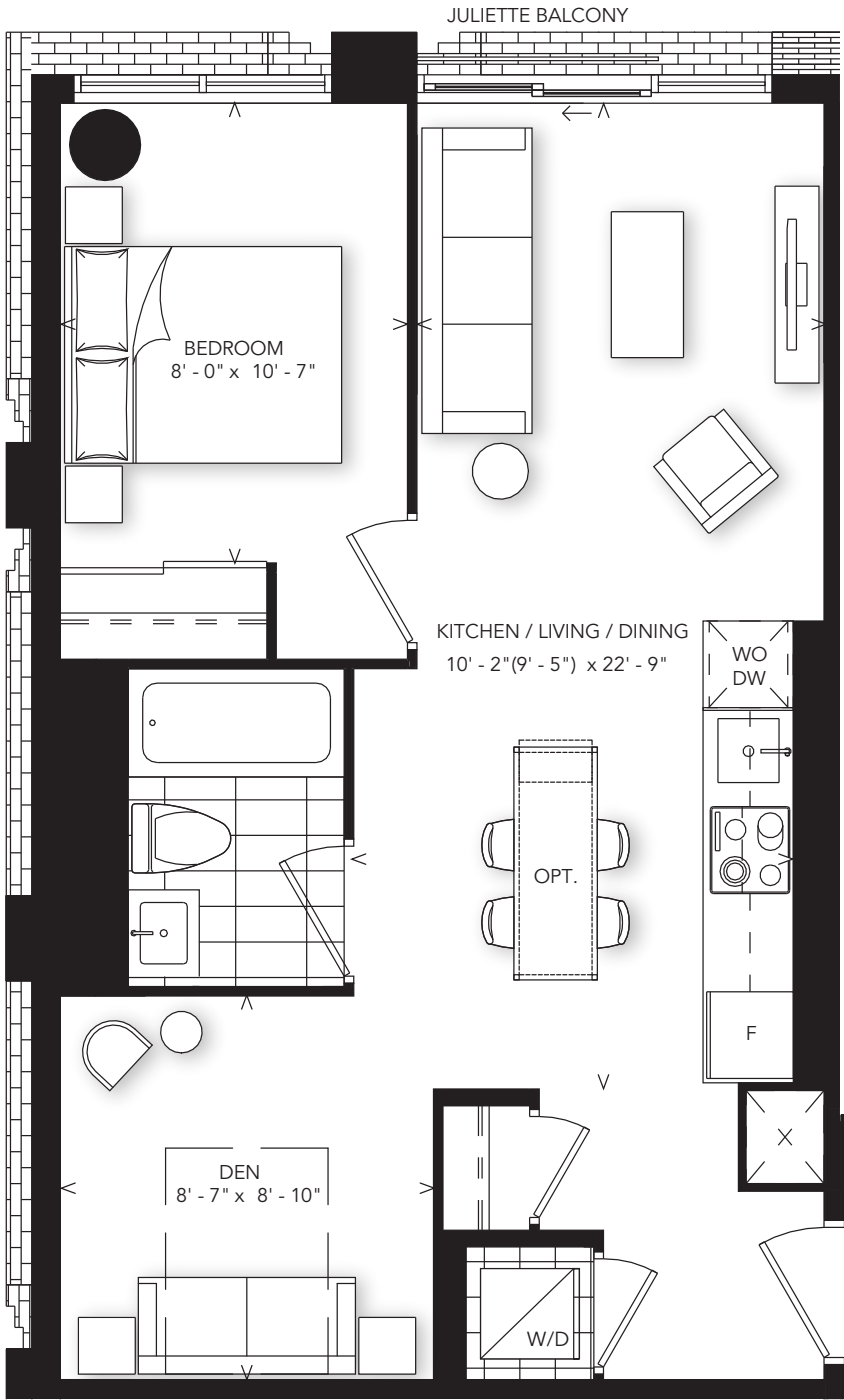 JULIETTE BALCONY
BEDROOM
8' - 0" x 10' - 7"
KITCHEN / LIVING / DINING
10' - 2"(9' - 5") x 22' - 9"
WO
DW
OPT.
F
X
DEN
8' - 7" x 8' - 10"
W/D